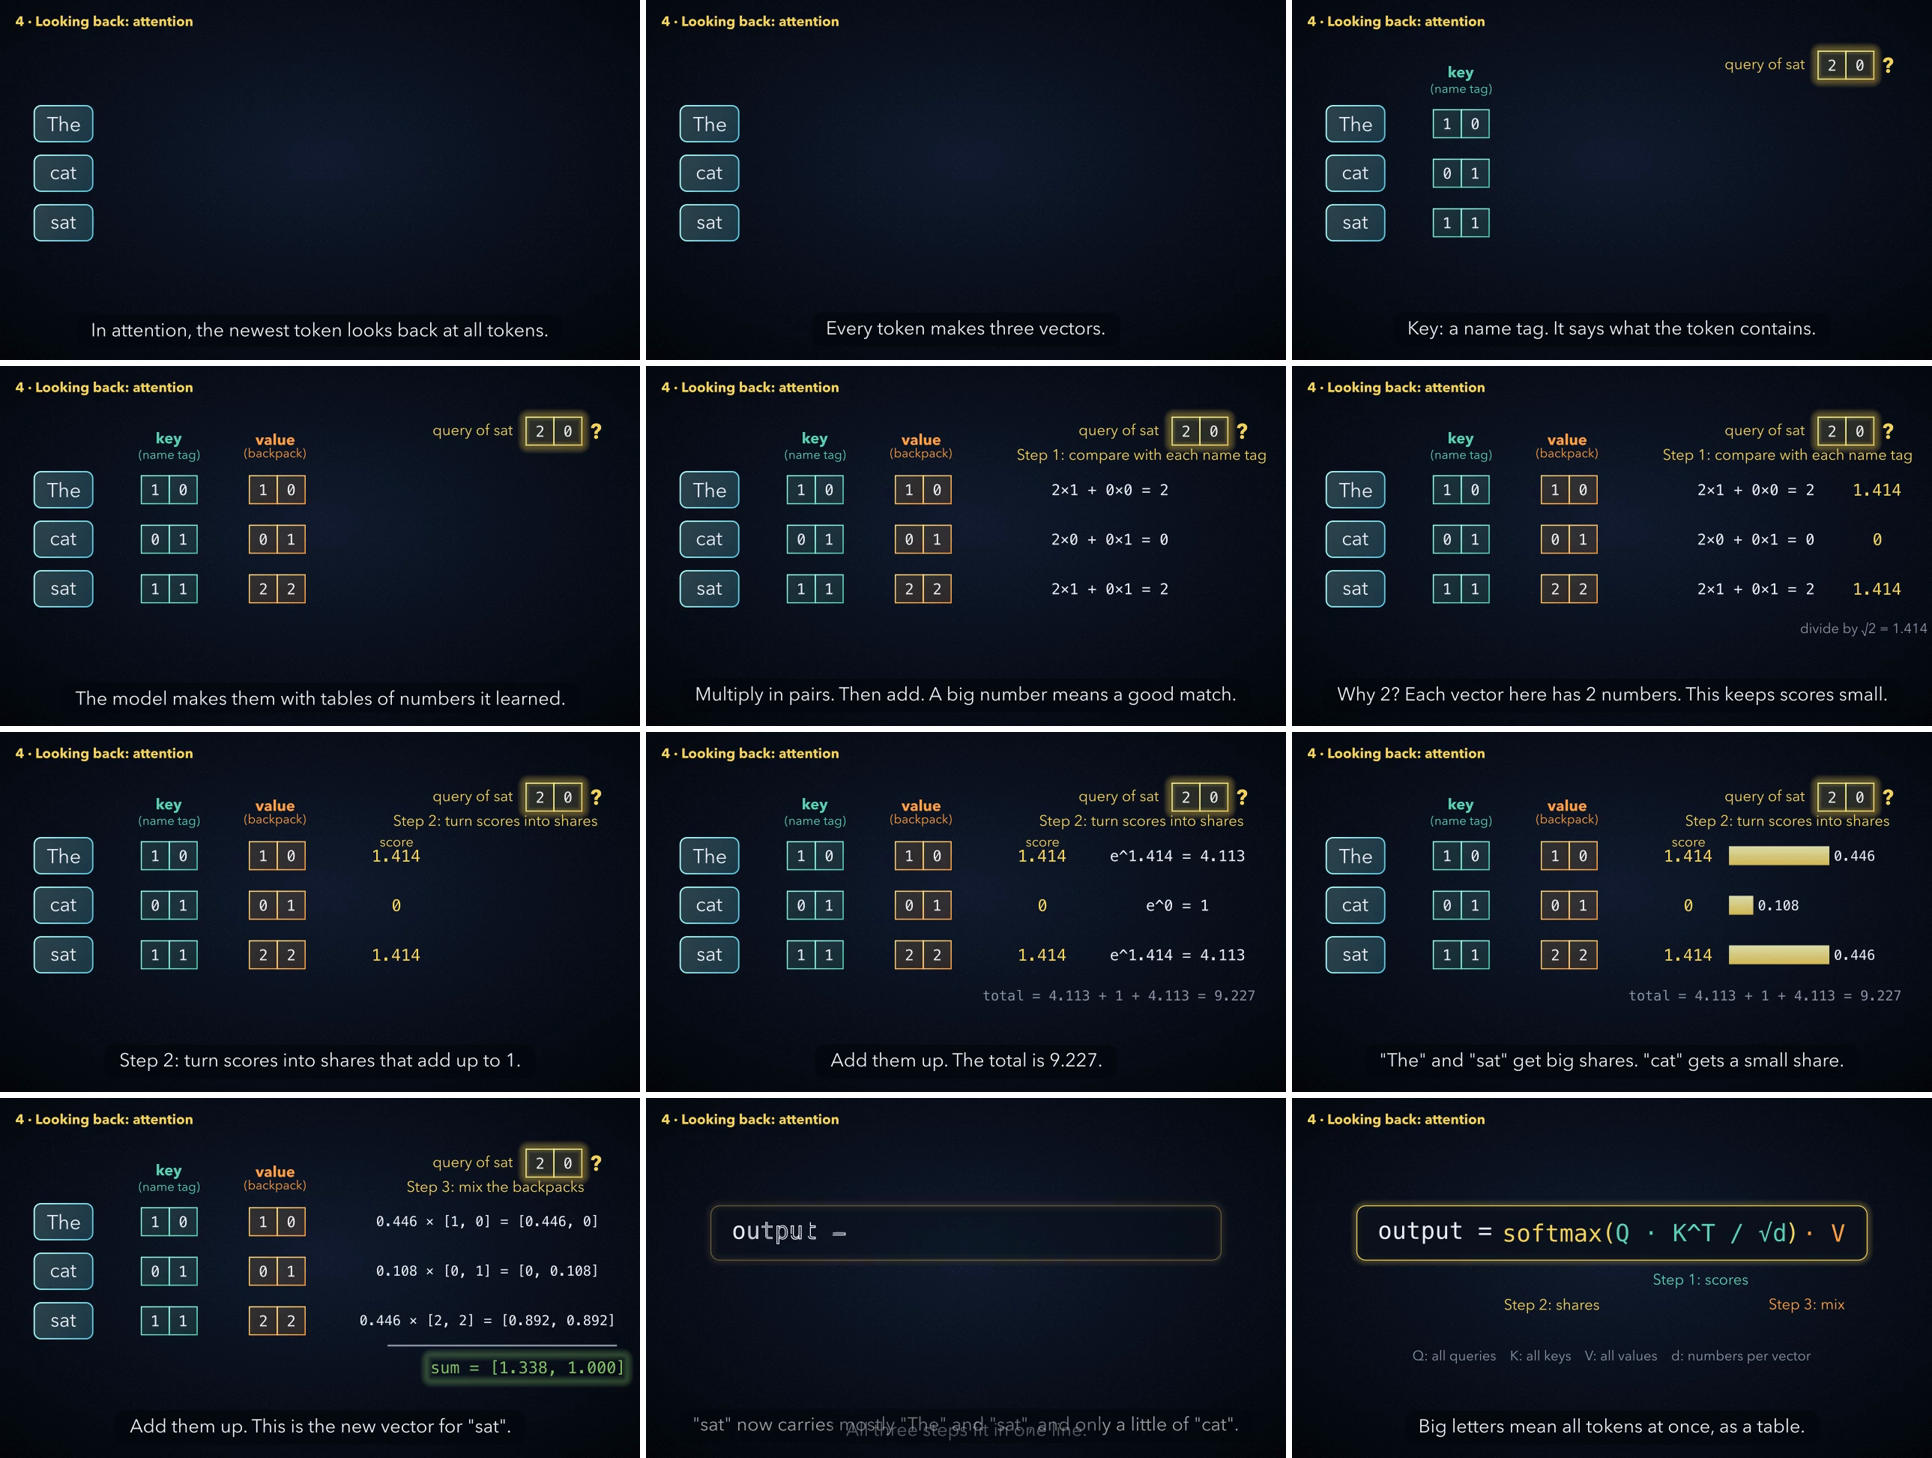 4 · Looking back: attention
The
cat
sat
In attention, the newest token looks back at all tokens.
4 · Looking back: attention
The
cat
sat
Every token makes three vectors.
4 · Looking back: attention
query of sat 2 0 ?
key
(name tag)
The 1 0
cat 0 1
sat 1 1
Key: a name tag. It says what the token contains.
4 · Looking back: attention
query of sat 2 0 ?
key value
(name tag) (backpack)
The 1 0 1 0
cat 0 1 0 1
sat 1 1 2 2
The model makes them with tables of numbers it learned.
4 · Looking back: attention
query of sat 2 0 ?
key value
(name tag) (backpack) Step 1: compare with each name tag
The 1 0 1 0 2×1 + 0×0 = 2
cat 0 1 0 1 2×0 + 0×1 = 0
sat 1 1 2 2 2×1 + 0×1 = 2
Multiply in pairs. Then add. A big number means a good match.
4 · Looking back: attention
query of sat 2 0 ?
key value
(name tag) (backpack) Step 1: compare with each name tag
The 1 0 1 0 2×1 + 0×0 = 2 1.414
cat 0 1 0 1 2×0 + 0×1 = 0 0
sat 1 1 2 2 2×1 + 0×1 = 2 1.414
divide by √2 = 1.414
Why 2? Each vector here has 2 numbers. This keeps scores small.
4 · Looking back: attention
query of sat 2 0 ?
key value
(name tag) (backpack) Step 2: turn scores into shares
score
The 1 0 1 0 1.414
cat 0 1 0 1 0
sat 1 1 2 2 1.414
Step 2: turn scores into shares that add up to 1.
4 · Looking back: attention
query of sat 2 0 ?
key value
(name tag) (backpack) Step 2: turn scores into shares
score
The 1 0 1 0 1.414 e^1.414 = 4.113
cat 0 1 0 1 0 e^0 = 1
sat 1 1 2 2 1.414 e^1.414 = 4.113
total = 4.113 + 1 + 4.113 = 9.227
Add them up. The total is 9.227.
4 · Looking back: attention
query of sat 2 0 ?
key value
(name tag) (backpack) Step 2: turn scores into shares
score
The 1 0 1 0 1.414 0.446
cat 0 1 0 1 0 0.108
sat 1 1 2 2 1.414 0.446
total = 4.113 + 1 + 4.113 = 9.227
"The" and "sat" get big shares. "cat" gets a small share.
4 · Looking back: attention
query of sat 2 0 ?
key value
(name tag) (backpack) Step 3: mix the backpacks
The 1 0 1 0 0.446 × [1, 0] = [0.446, 0]
cat 0 1 0 1 0.108 × [0, 1] = [0, 0.108]
sat 1 1 2 2 0.446 × [2, 2] = [0.892, 0.892]
sum = [1.338, 1.000]
Add them up. This is the new vector for "sat".
4 · Looking back: attention
output –
"sat" now carries mostly "The" and "sat", and only a little of "cat".
All three steps fit in one line.
4 · Looking back: attention
output = softmax(Q · K^T / √d) · V
Step 1: scores
Step 2: shares Step 3: mix
Q: all queries K: all keys V: all values d: numbers per vector
Big letters mean all tokens at once, as a table.